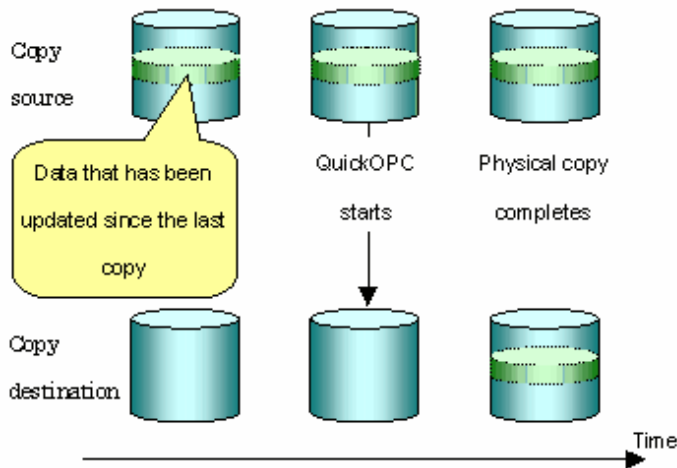 Copy
source
Data that has been
updated since the last
copy
QuickOPC
starts
Physical copy
completes
Copy
destination
Time